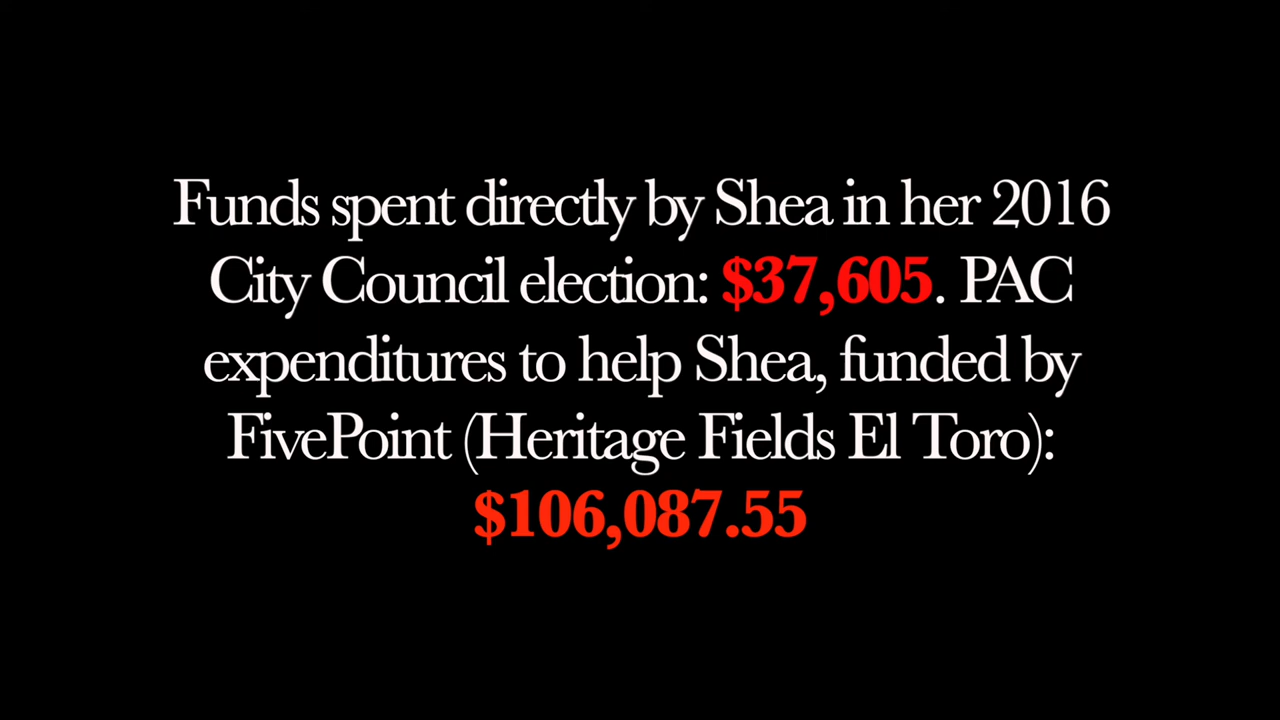 Funds spent directly by Shea in her 2016
City Council election: $37,605. PAC
expenditures to help Shea, funded by
FivePoint (Heritage Fields El Toro):
$106,087.55